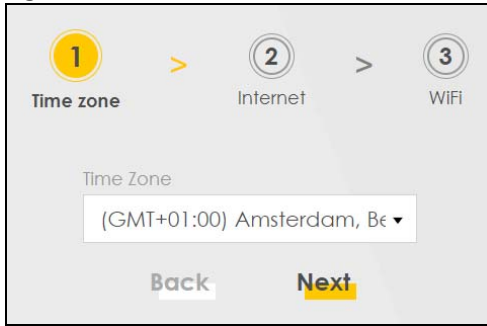 1 > 2 > 3
Time zone Internet WiFi
Time Zone
(GMT+01:00) Amsterdam, Be
Back Next